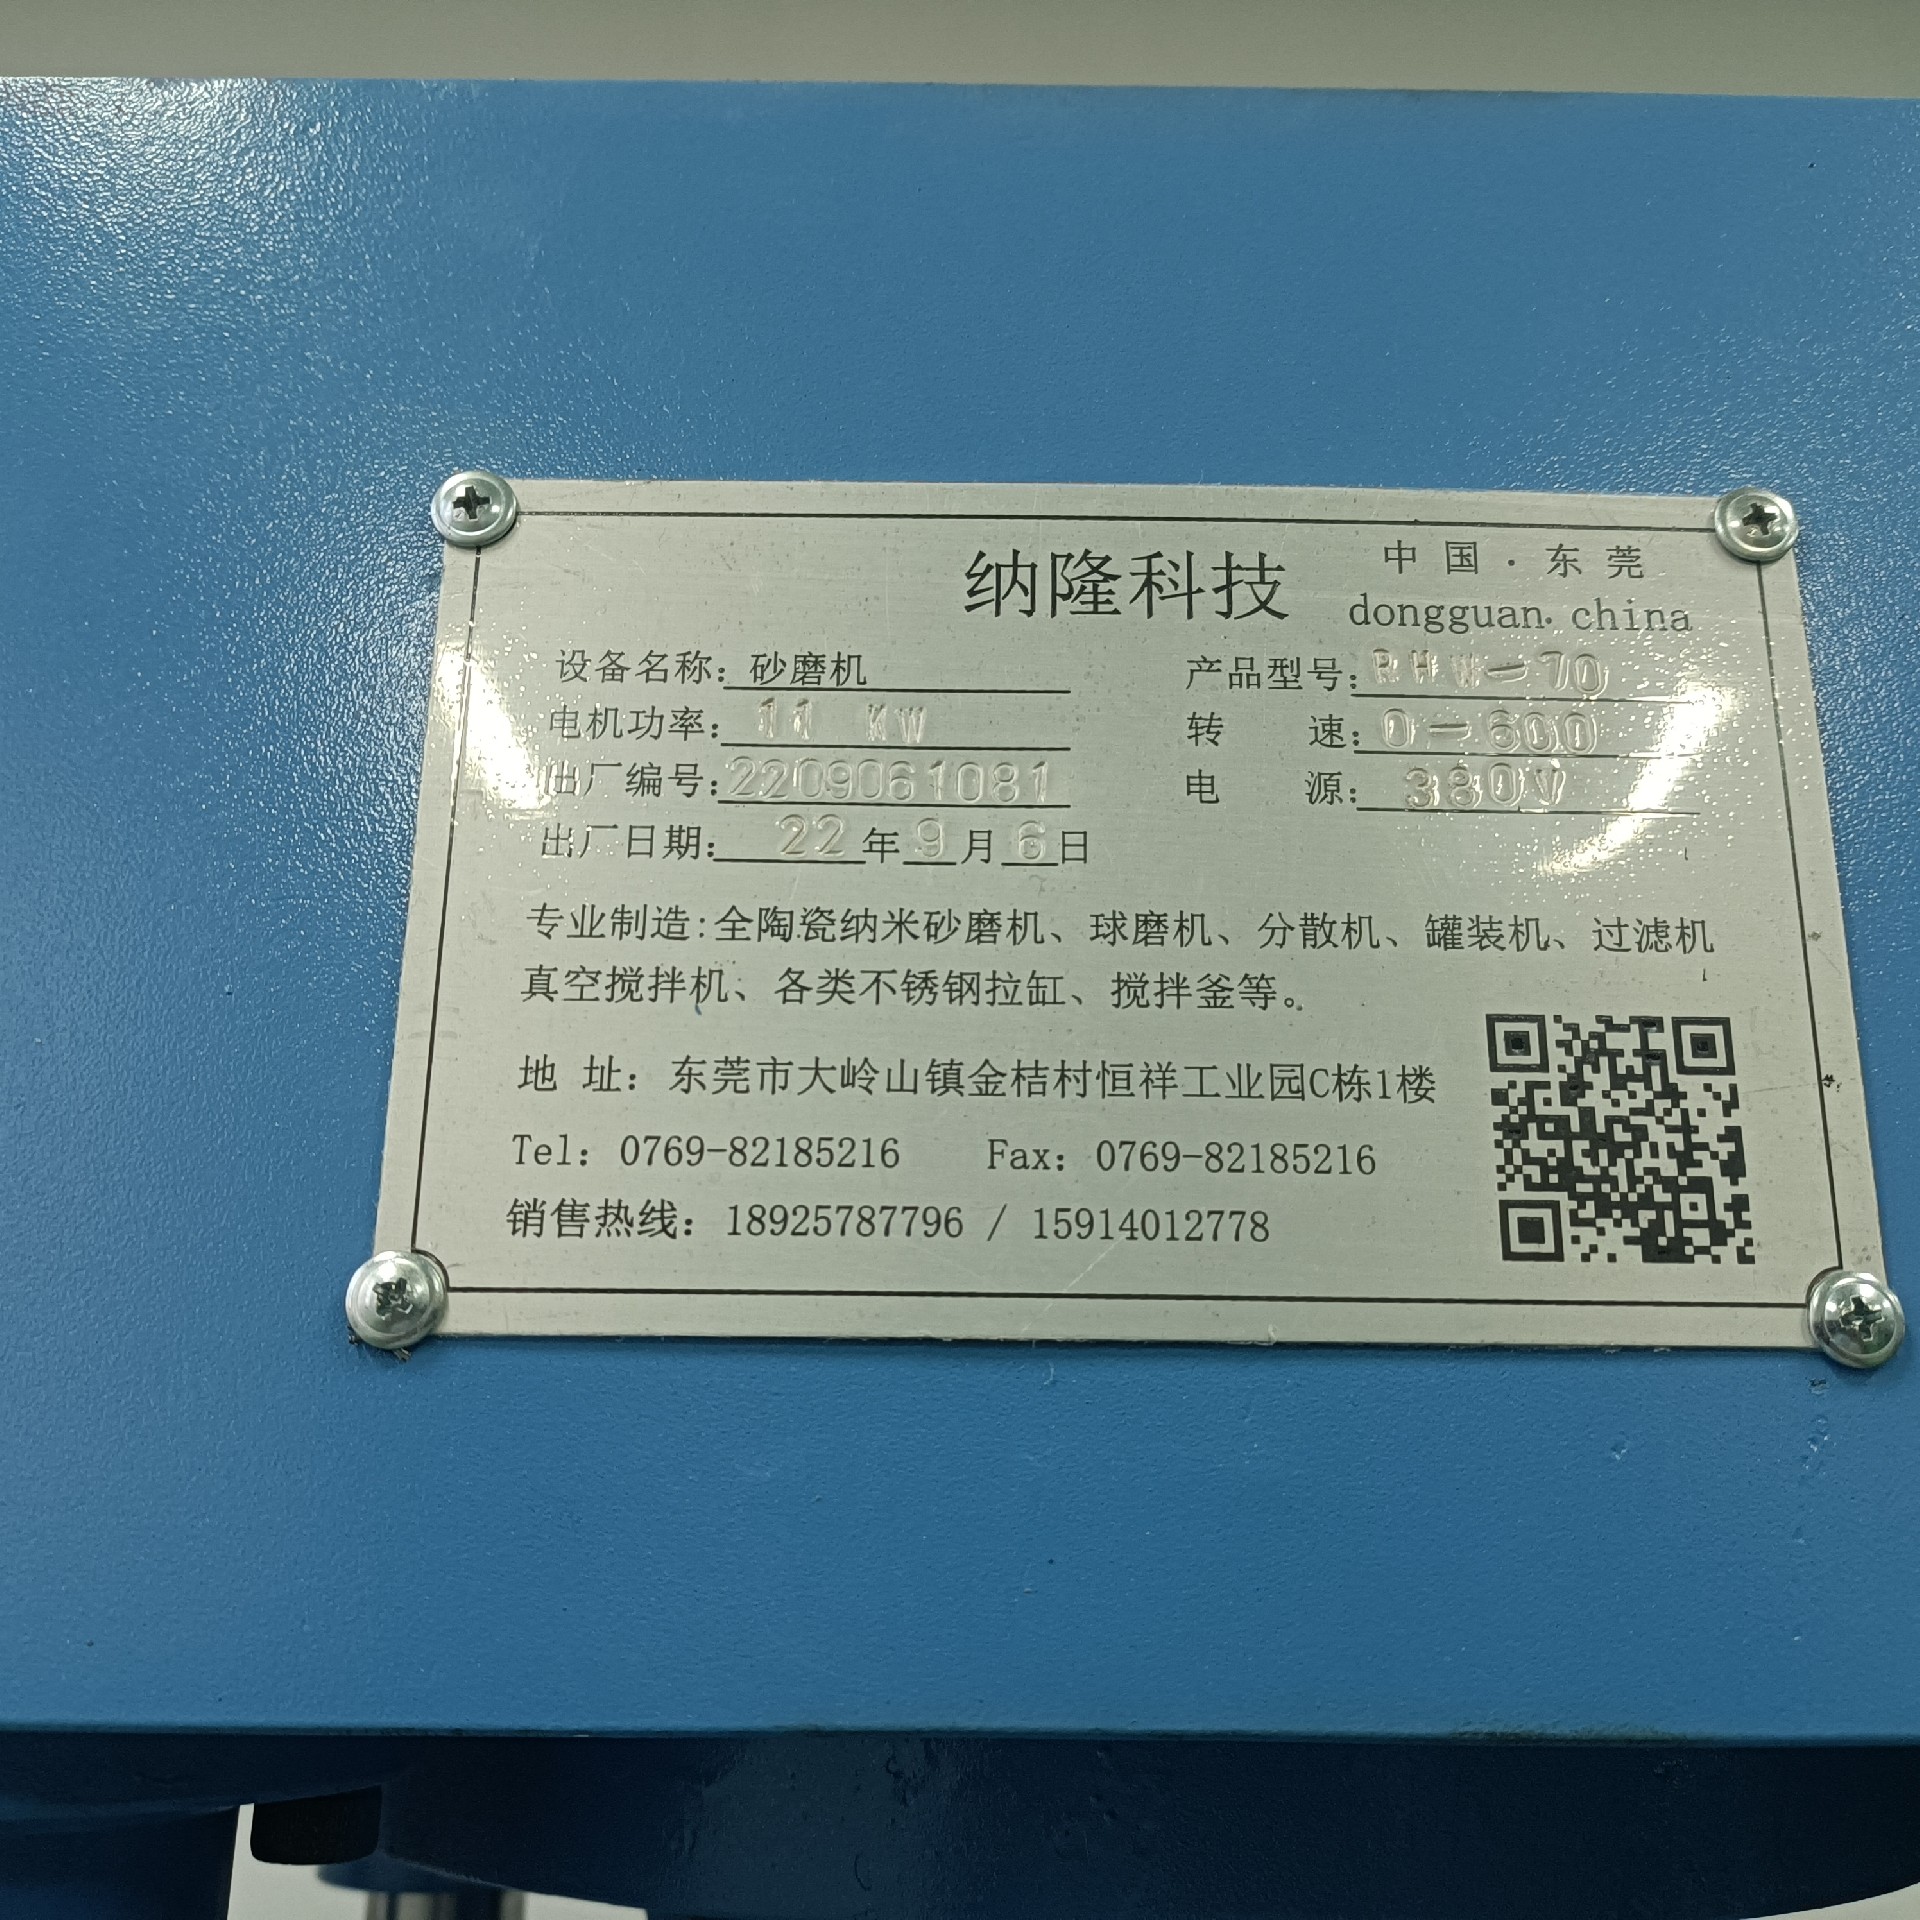 纳隆科技 中国·东莞
dongguan.china
设备名称：砂磨机 产品型号：RHW-70
电机功率：11 KW 转 速：0-600
出厂编号：2209061081 电 源：380V
出厂日期：22年9月6日
专业制造：全陶瓷纳米砂磨机、球磨机、分散机、罐装机、过滤机
真空搅拌机、各类不锈钢拉缸、搅拌釜等。
地 址：东莞市大岭山镇金桔村恒祥工业园C栋1楼
Tel：0769-82185216 Fax：0769-82185216
销售热线：18925787796 / 15914012778